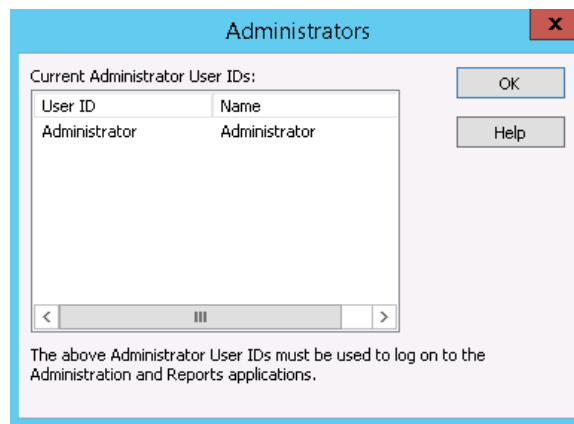 Administrators
x
Current Administrator User IDs:
OK
User ID Name
Administrator Administrator
Help
The above Administrator User IDs must be used to log on to the
Administration and Reports applications.